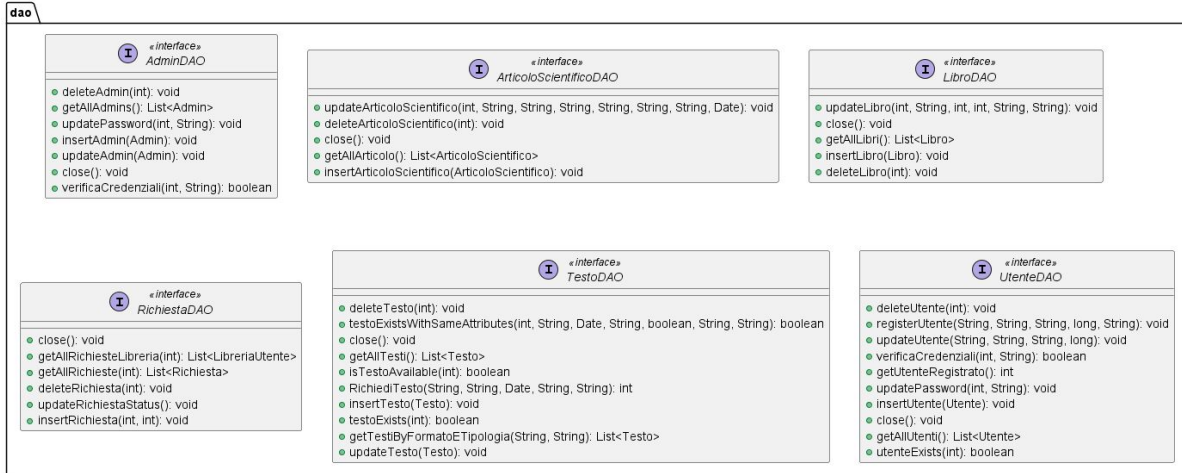 dao
«interface»
I
AdminDAO
deleteAdmin(int): void
getAllAdmins(): List<Admin>
updatePassword(int, String): void
insertAdmin(Admin): void
updateAdmin(Admin): void
close(): void
verificaCredenziali(int, String): boolean
«interface»
I
ArticoloScientificoDAO
updateArticoloScientifico(int, String, String, String, String, String, String, Date): void
deleteArticoloScientifico(int): void
close(): void
getAllArticolo(): List<ArticoloScientifico>
insertArticoloScientifico(ArticoloScientifico): void
«interface»
I
LibroDAO
updateLibro(int, String, int, int, String, String): void
close(): void
getAllLibri(): List<Libro>
insertLibro(Libro): void
deleteLibro(int): void
«interface»
I
RichiestaDAO
close(): void
getAllRichiesteLibreria(int): List<LibreriaUtente>
getAllRichieste(int): List<Richiesta>
deleteRichiesta(int): void
updateRichiestaStatus(): void
insertRichiesta(int, int): void
«interface»
I
TestoDAO
deleteTesto(int): void
testoExistsWithSameAttributes(int, String, Date, String, boolean, String, String): boolean
close(): void
getAllTesti(): List<Testo>
isTestoAvailable(int): boolean
RichiediTesto(String, String, Date, String, String): int
insertTesto(Testo): void
testoExists(int): boolean
getTestiByFormatoETipologia(String, String): List<Testo>
updateTesto(Testo): void
«interface»
I
UtenteDAO
deleteUtente(int): void
registerUtente(String, String, String, long, String): void
updateUtente(String, String, String, long): void
verificaCredenziali(int, String): boolean
getUtenteRegistrato(): int
updatePassword(int, String): void
insertUtente(Utente): void
close(): void
getAllUtenti(): List<Utente>
utenteExists(int): boolean